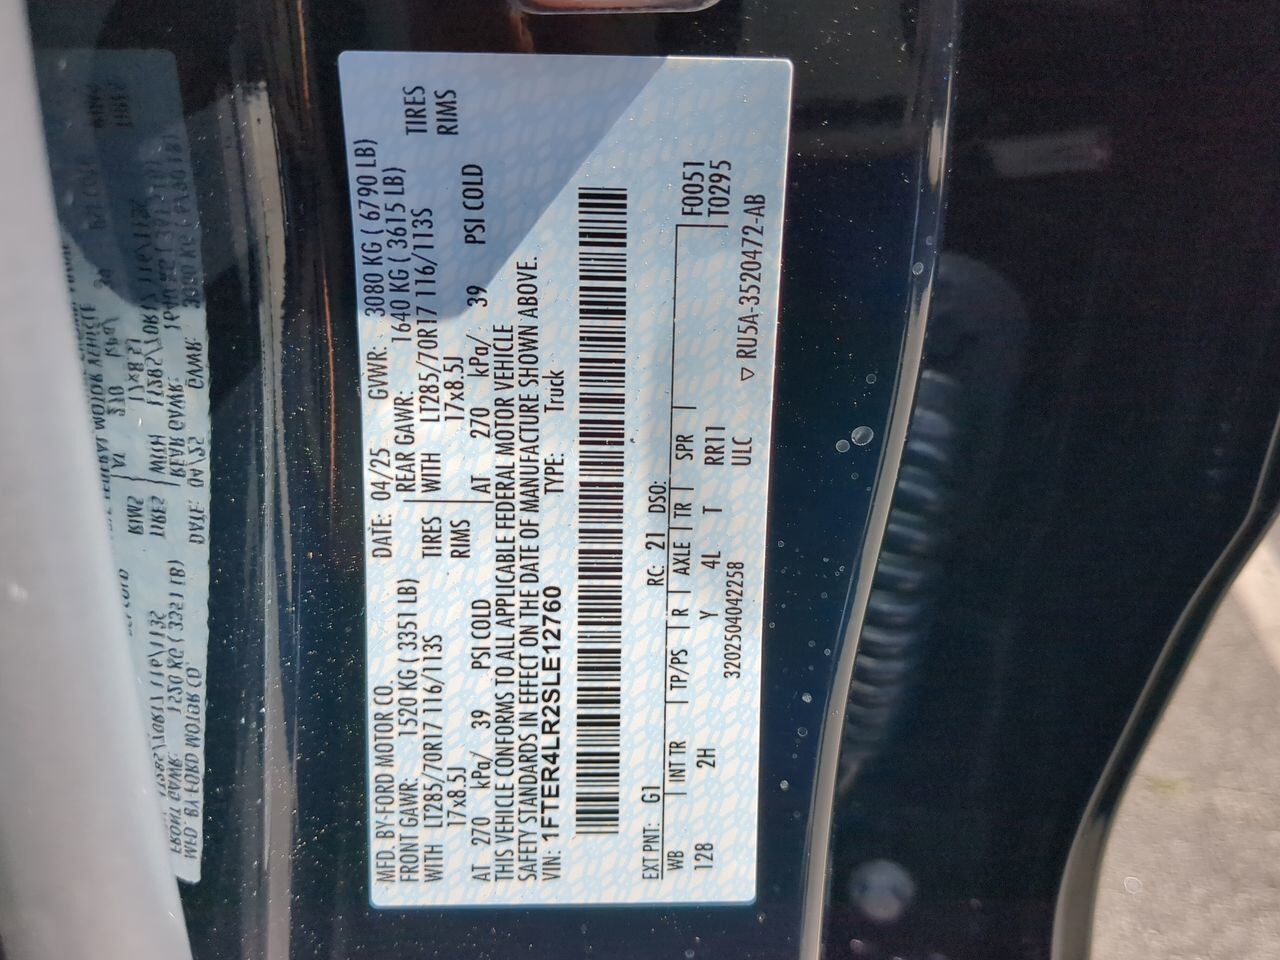 MFD. BY-FORD MOTOR CO.
DATE: 04/25 GVWR: 3080 KG ( 6790 LB)
FRONT GAWR: 1520 KG ( 3351 LB)
REAR GAWR: 1640 KG ( 3615 LB)
WITH LT285/70R17 116/113S TIRES
WITH LT285/70R17 116/113S TIRES
17x8.5J RIMS
17x8.5J RIMS
AT 270 kPa/ 39 PSI COLD
AT 270 kPa/ 39 PSI COLD
THIS VEHICLE CONFORMS TO ALL APPLICABLE FEDERAL MOTOR VEHICLE
SAFETY STANDARDS IN EFFECT ON THE DATE OF MANUFACTURE SHOWN ABOVE.
VIN: 1FTER4LR2SLE12760 TYPE: Truck
EXT PNT: G1 RC: 21 DSO:
WB INT TR TP/PS R AXLE TR SPR F0051
128 2H Y 4L T RR11 T0295
3202504042258 ULC
▽ RU5A-3520472-AB